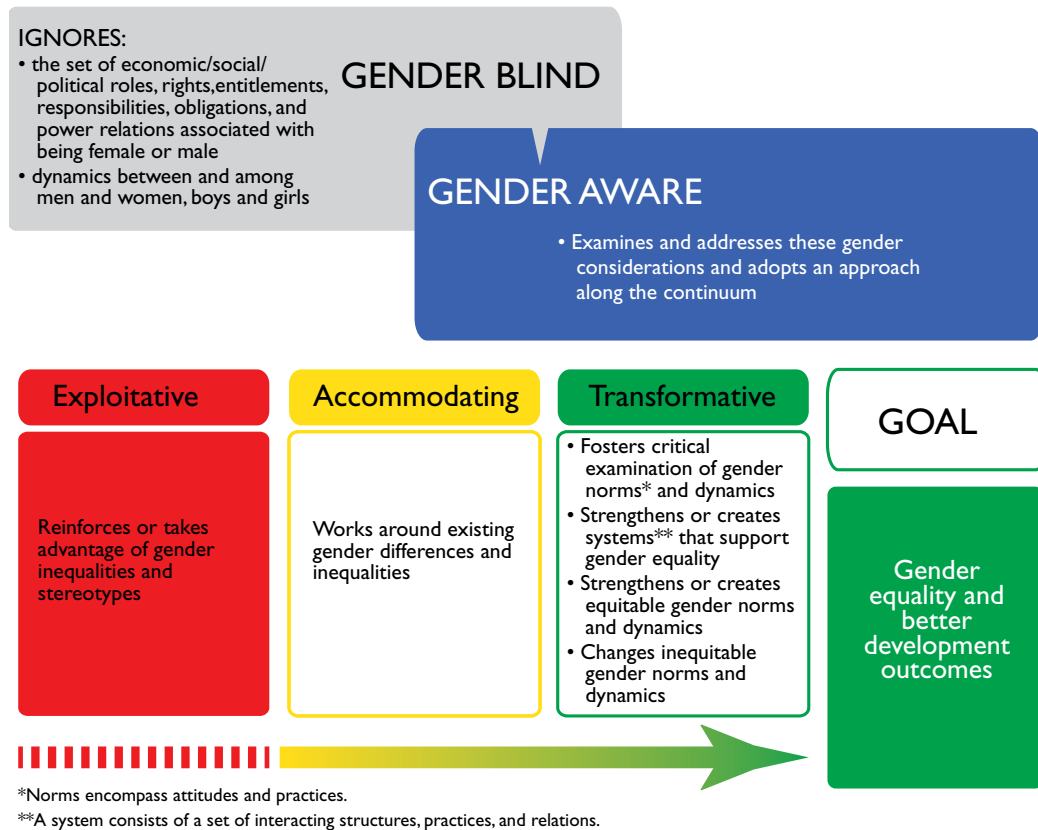 IGNORES:
• the set of economic/social/
political roles, rights,entitlements,
responsibilities, obligations, and
power relations associated with
being female or male
• dynamics between and among
men and women, boys and girls
GENDER BLIND
GENDER AWARE
• Examines and addresses these gender
considerations and adopts an approach
along the continuum
Exploitative
Reinforces or takes
advantage of gender
inequalities and
stereotypes
Accommodating
Works around existing
gender differences and
inequalities
Transformative
• Fosters critical
examination of gender
norms* and dynamics
• Strengthens or creates
systems** that support
gender equality
• Strengthens or creates
equitable gender norms
and dynamics
• Changes inequitable
gender norms and
dynamics
GOAL
Gender
equality and
better
development
outcomes
*Norms encompass attitudes and practices.
**A system consists of a set of interacting structures, practices, and relations.